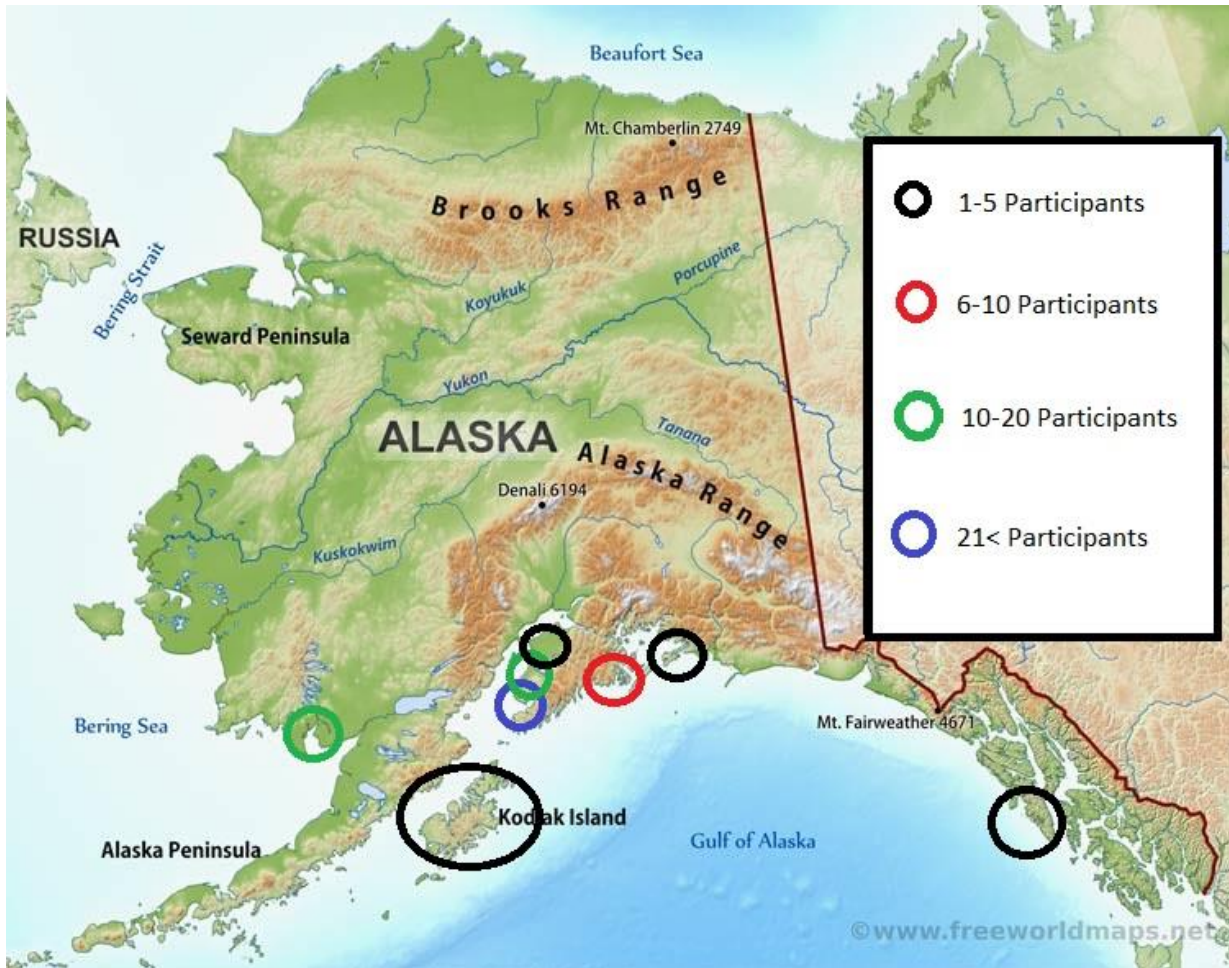 Beaufort Sea
Mt. Chamberlin 2749
Brooks Range
RUSSIA
Bering Strait
Porcupine
Koyukuk
Seward Peninsula
Yukon
ALASKA
Tanana
Alaska Range
Denali 6194
Kuskokwim
1-5 Participants
6-10 Participants
10-20 Participants
21< Participants
Bering Sea
Mt. Fairweather 4671
Kodiak Island
Gulf of Alaska
Alaska Peninsula
©www.freeworldmaps.net